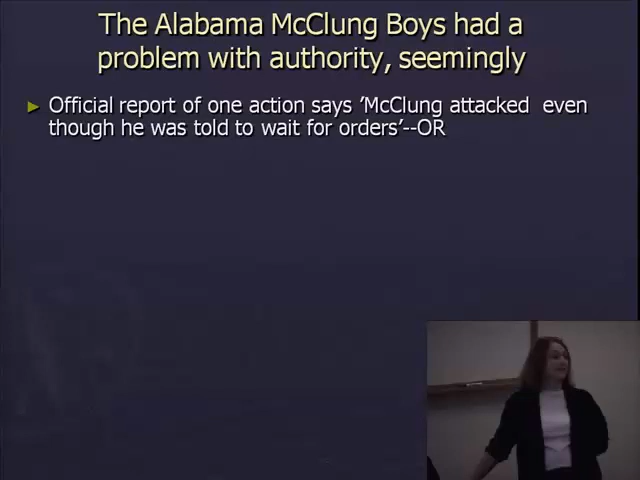 The Alabama McClung Boys had a
problem with authority, seemingly
Official report of one action says ’McClung attacked even
though he was told to wait for orders’--OR